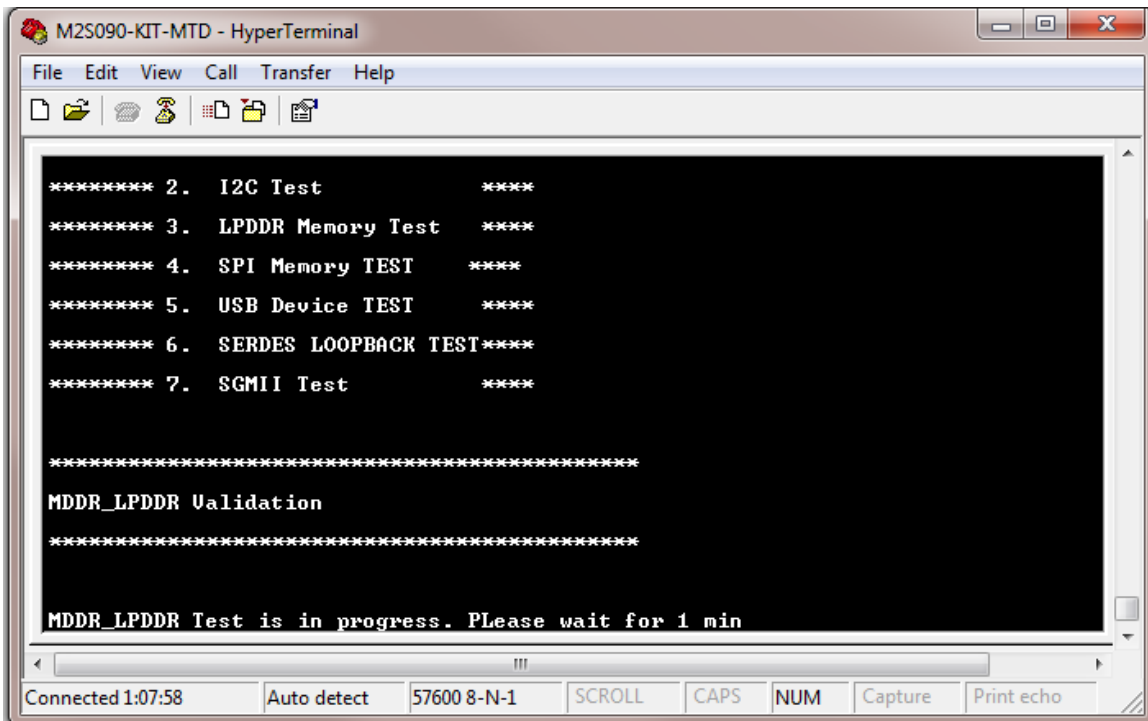 M2S090-KIT-MTD - HyperTerminal
File Edit View Call Transfer Help
******** 2. I2C Test ****
******** 3. LPDDR Memory Test ****
******** 4. SPI Memory TEST ****
******** 5. USB Device TEST ****
******** 6. SERDES LOOPBACK TEST****
******** 7. SGMII Test ****
*********************************************
MDDR_LPDDR Validation
*********************************************
MDDR_LPDDR Test is in progress. PLease wait for 1 min
Connected 1:07:58 Auto detect 57600 8-N-1 SCROLL CAPS NUM Capture Print echo